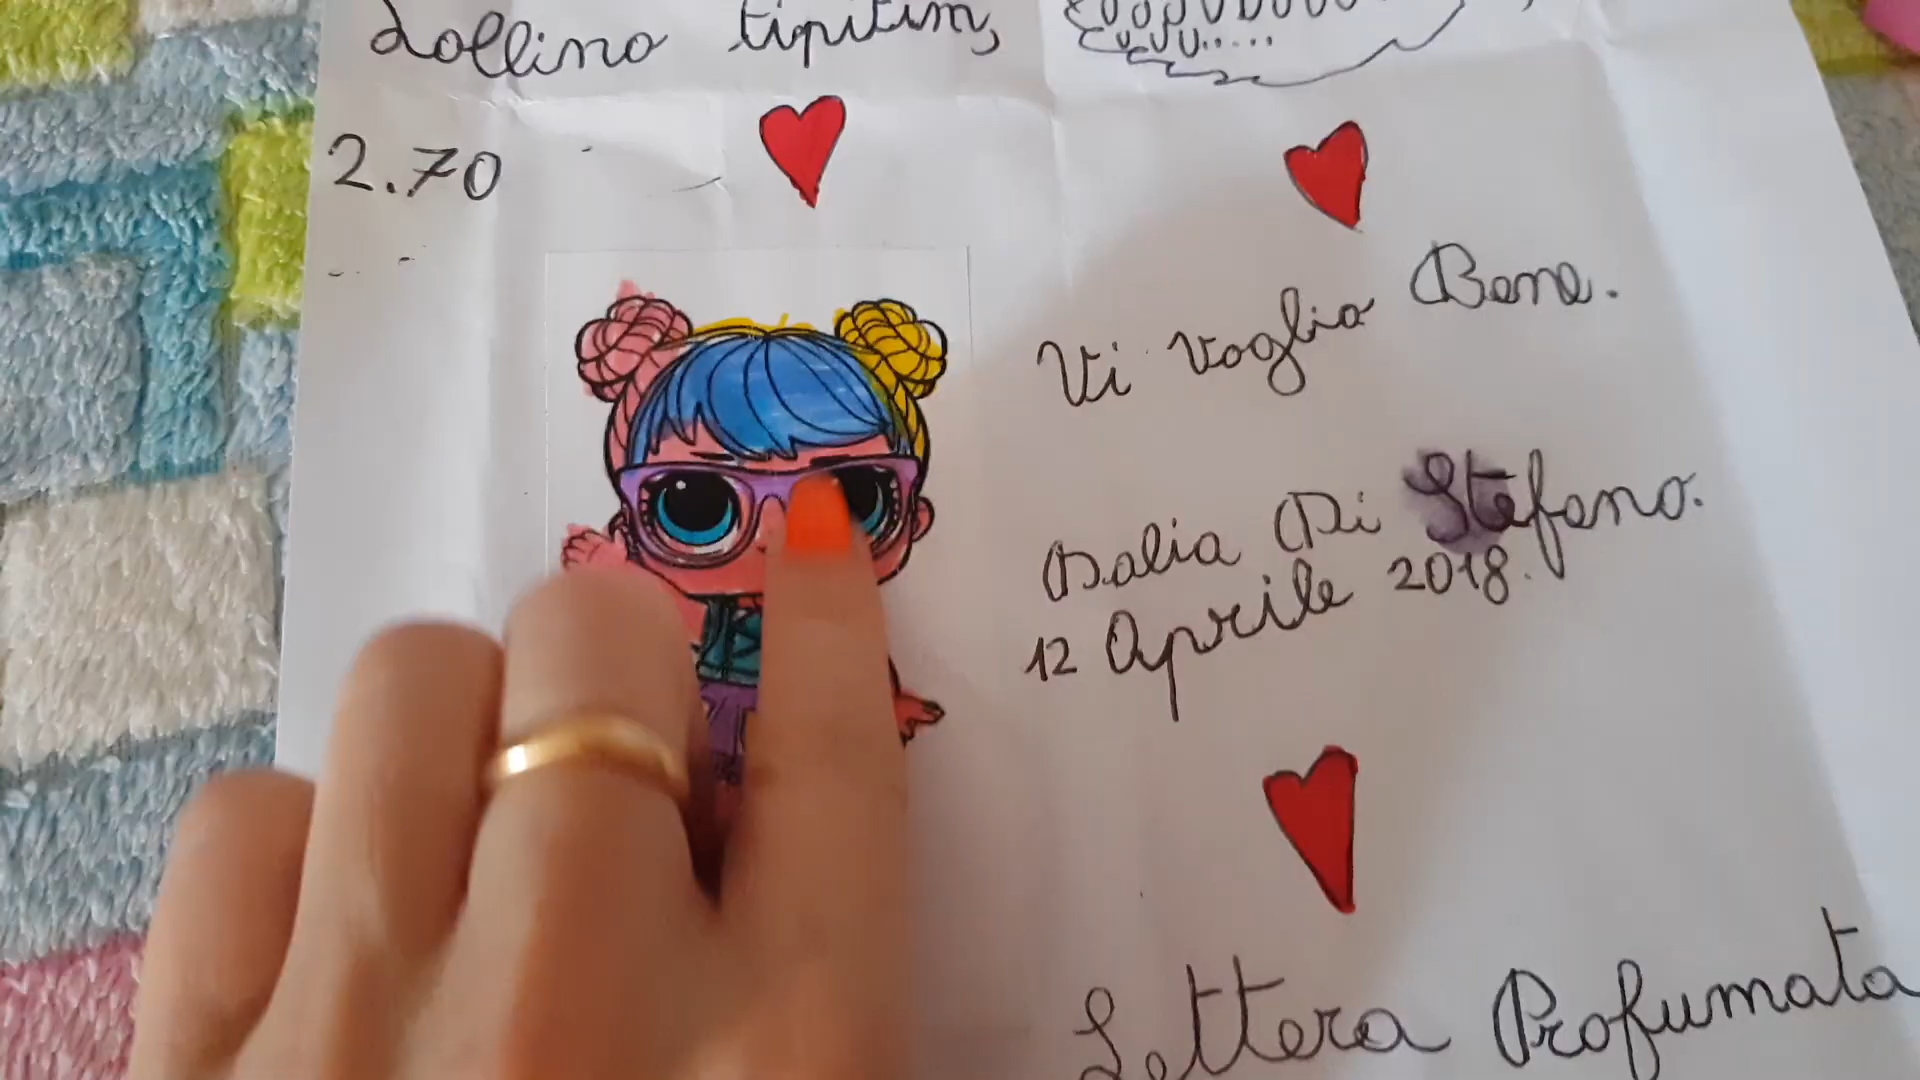 Lollino tipitim,
2.70
Vi voglio Bene.
Dalia Di Stefano.
12 Aprile 2018.
Lettera Profumata